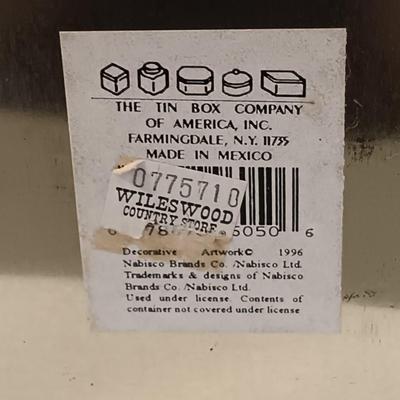 THE TIN BOX COMPANY
OF AMERICA, INC.
FARMINGDALE, N.Y. 11735
MADE IN MEXICO
0775710
WILESWOOD
COUNTRY STORE
6
Decorative Artwork© 1996
Nabisco Brands Co. /Nabisco Ltd.
Trademarks & designs of Nabisco
Brands Co. /Nabisco Ltd.
Used under license. Contents of
container not covered under license